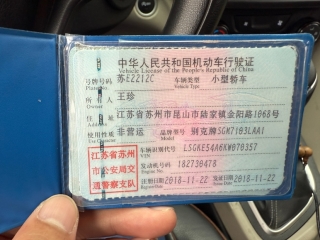 中华人民共和国机动车行驶证
Vehicle License of the People's Republic of China
号牌号码 苏EZ212C 车辆类型 小型轿车
Plate No. Vehicle Type
所有人 王珍
住址 江苏省苏州市昆山市陆家镇金阳路1068号
使用性质 非营运 品牌型号 别克牌SGM7103LAA1
江苏省苏州市公安局交通警察支队
车辆识别代号 LSGKE54A6KW070357
VIN
发动机号码 182730478
注册日期 2018-11-22 发证日期 2018-11-22